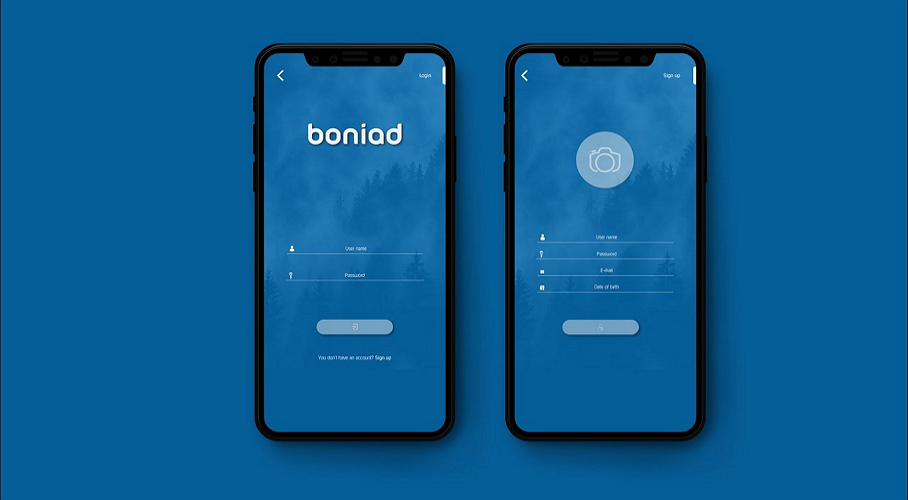 Login
boniad
User name
Password
You don't have an account? Sign up
Sign up
User name
Password
E-mail
Date of birth